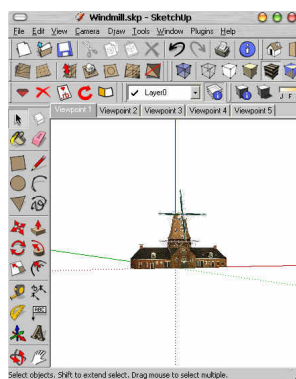 Windmill.skp - SketchUp
File Edit View Camera Draw Tools Window Plugins Help
Layer0
J F
Viewpoint 1 Viewpoint 2 Viewpoint 3 Viewpoint 4 Viewpoint 5
ABC
Select objects. Shift to extend select. Drag mouse to select multiple.